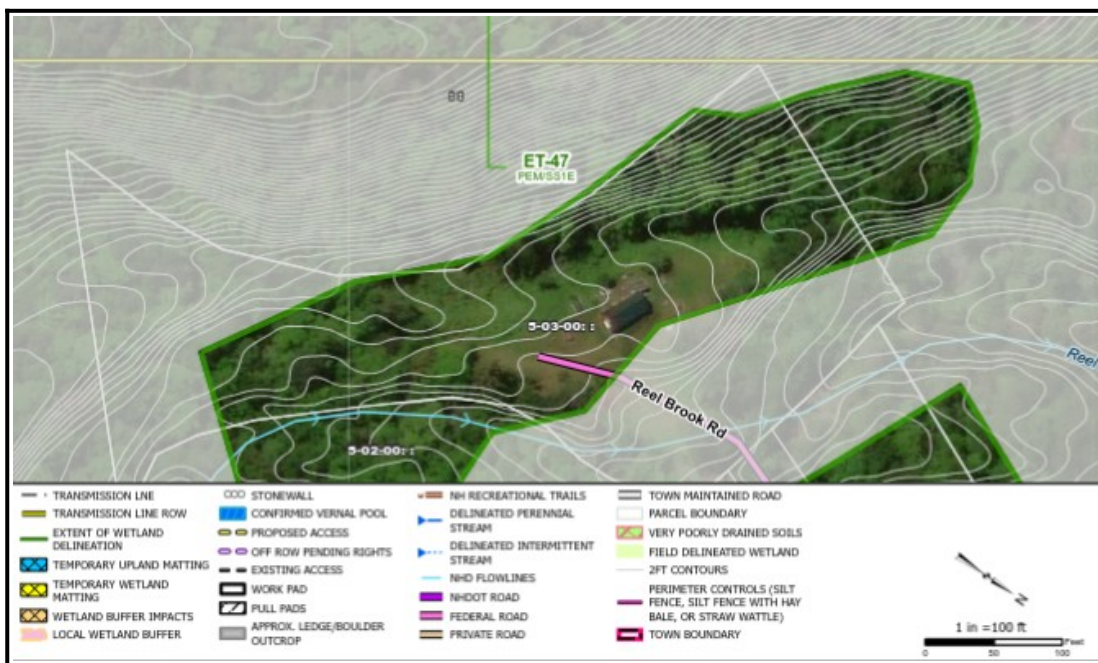 ET-47
PEM/SS1E
5-03-00: :
Reel Brook Rd
Reel
5-02-00: :
TRANSMISSION LNE
TRANSMISSION LINE ROW
EXTENT OF WETLAND
DELINEATION
TEMPORARY UPLAND MATTING
TEMPORARY WETLAND
MATTING
WETLAND BUFFER IMPACTS
LOCAL WETLAND BUFFER
STONEWALL
CONFIRMED VERNAL POOL
PROPOSED ACCESS
OFF ROW PENDING RIGHTS
EXISTING ACCESS
WORK PAD
PULL PADS
APPROX. LEDGE/BOULDER
OUTCROP
NH RECREATIONAL TRAILS
DELINEATED PERENNIAL
STREAM
DELINEATED INTERMITTENT
STREAM
NHD FLOWLINES
NHDOT ROAD
FEDERAL ROAD
PRIVATE ROAD
TOWN MAINTAINED ROAD
PARCEL BOUNDARY
VERY POORLY DRAINED SOILS
FIELD DELINEATED WETLAND
2FT CONTOURS
PERIMETER CONTROLS (SILT
FENCE, SILT FENCE WITH HAY
BALE, OR STRAW WATTLE)
TOWN BOUNDARY
N
1 in =100 ft
Feet
0 50 100